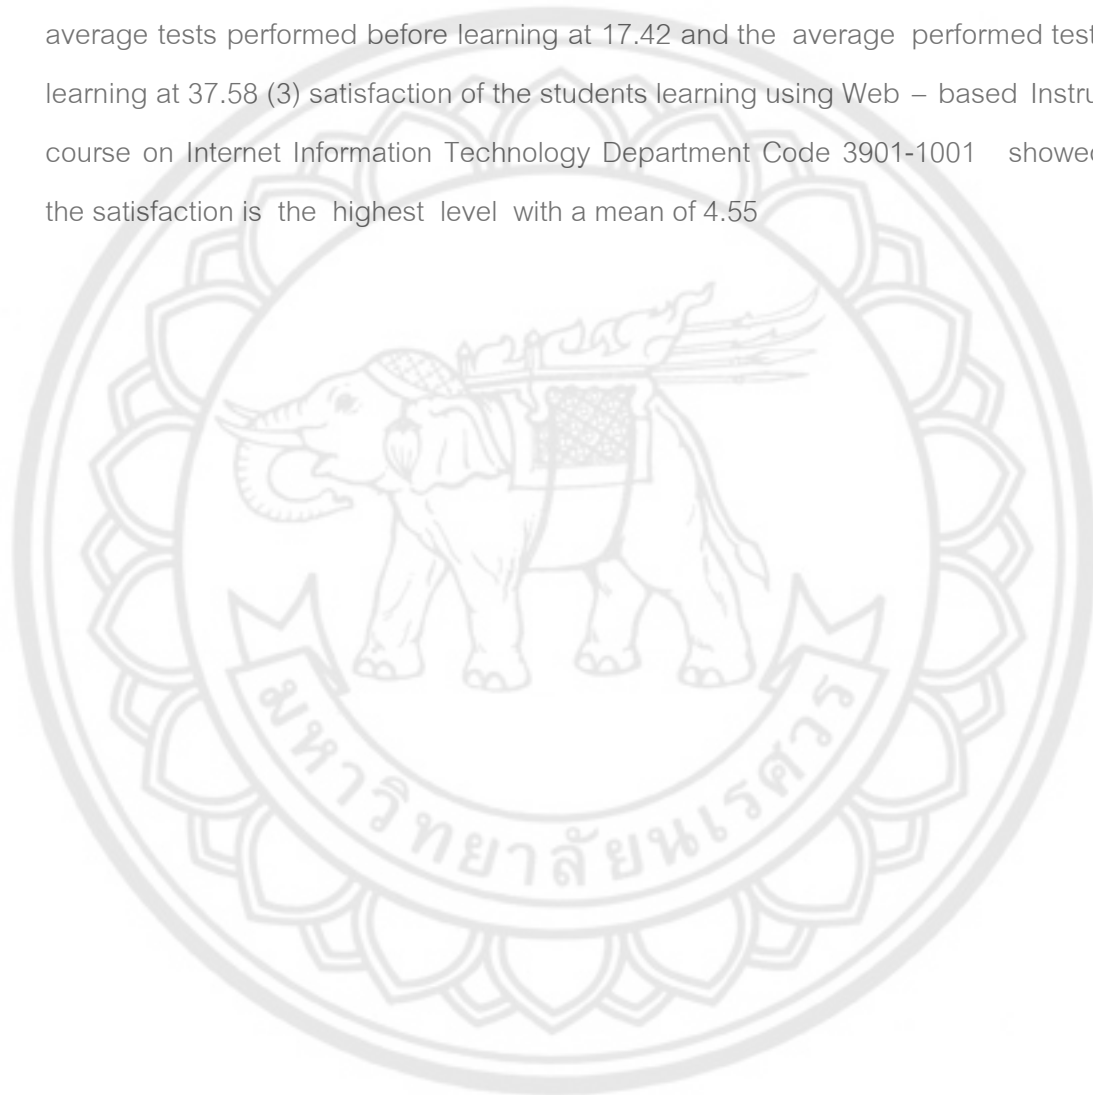 average tests performed before learning at 17.42 and the average performed test
learning at 37.58 (3) satisfaction of the students learning using Web – based Instru
course on Internet Information Technology Department Code 3901-1001 showe
the satisfaction is the highest level with a mean of 4.55
มหาวิทยาลัยนเรศวร